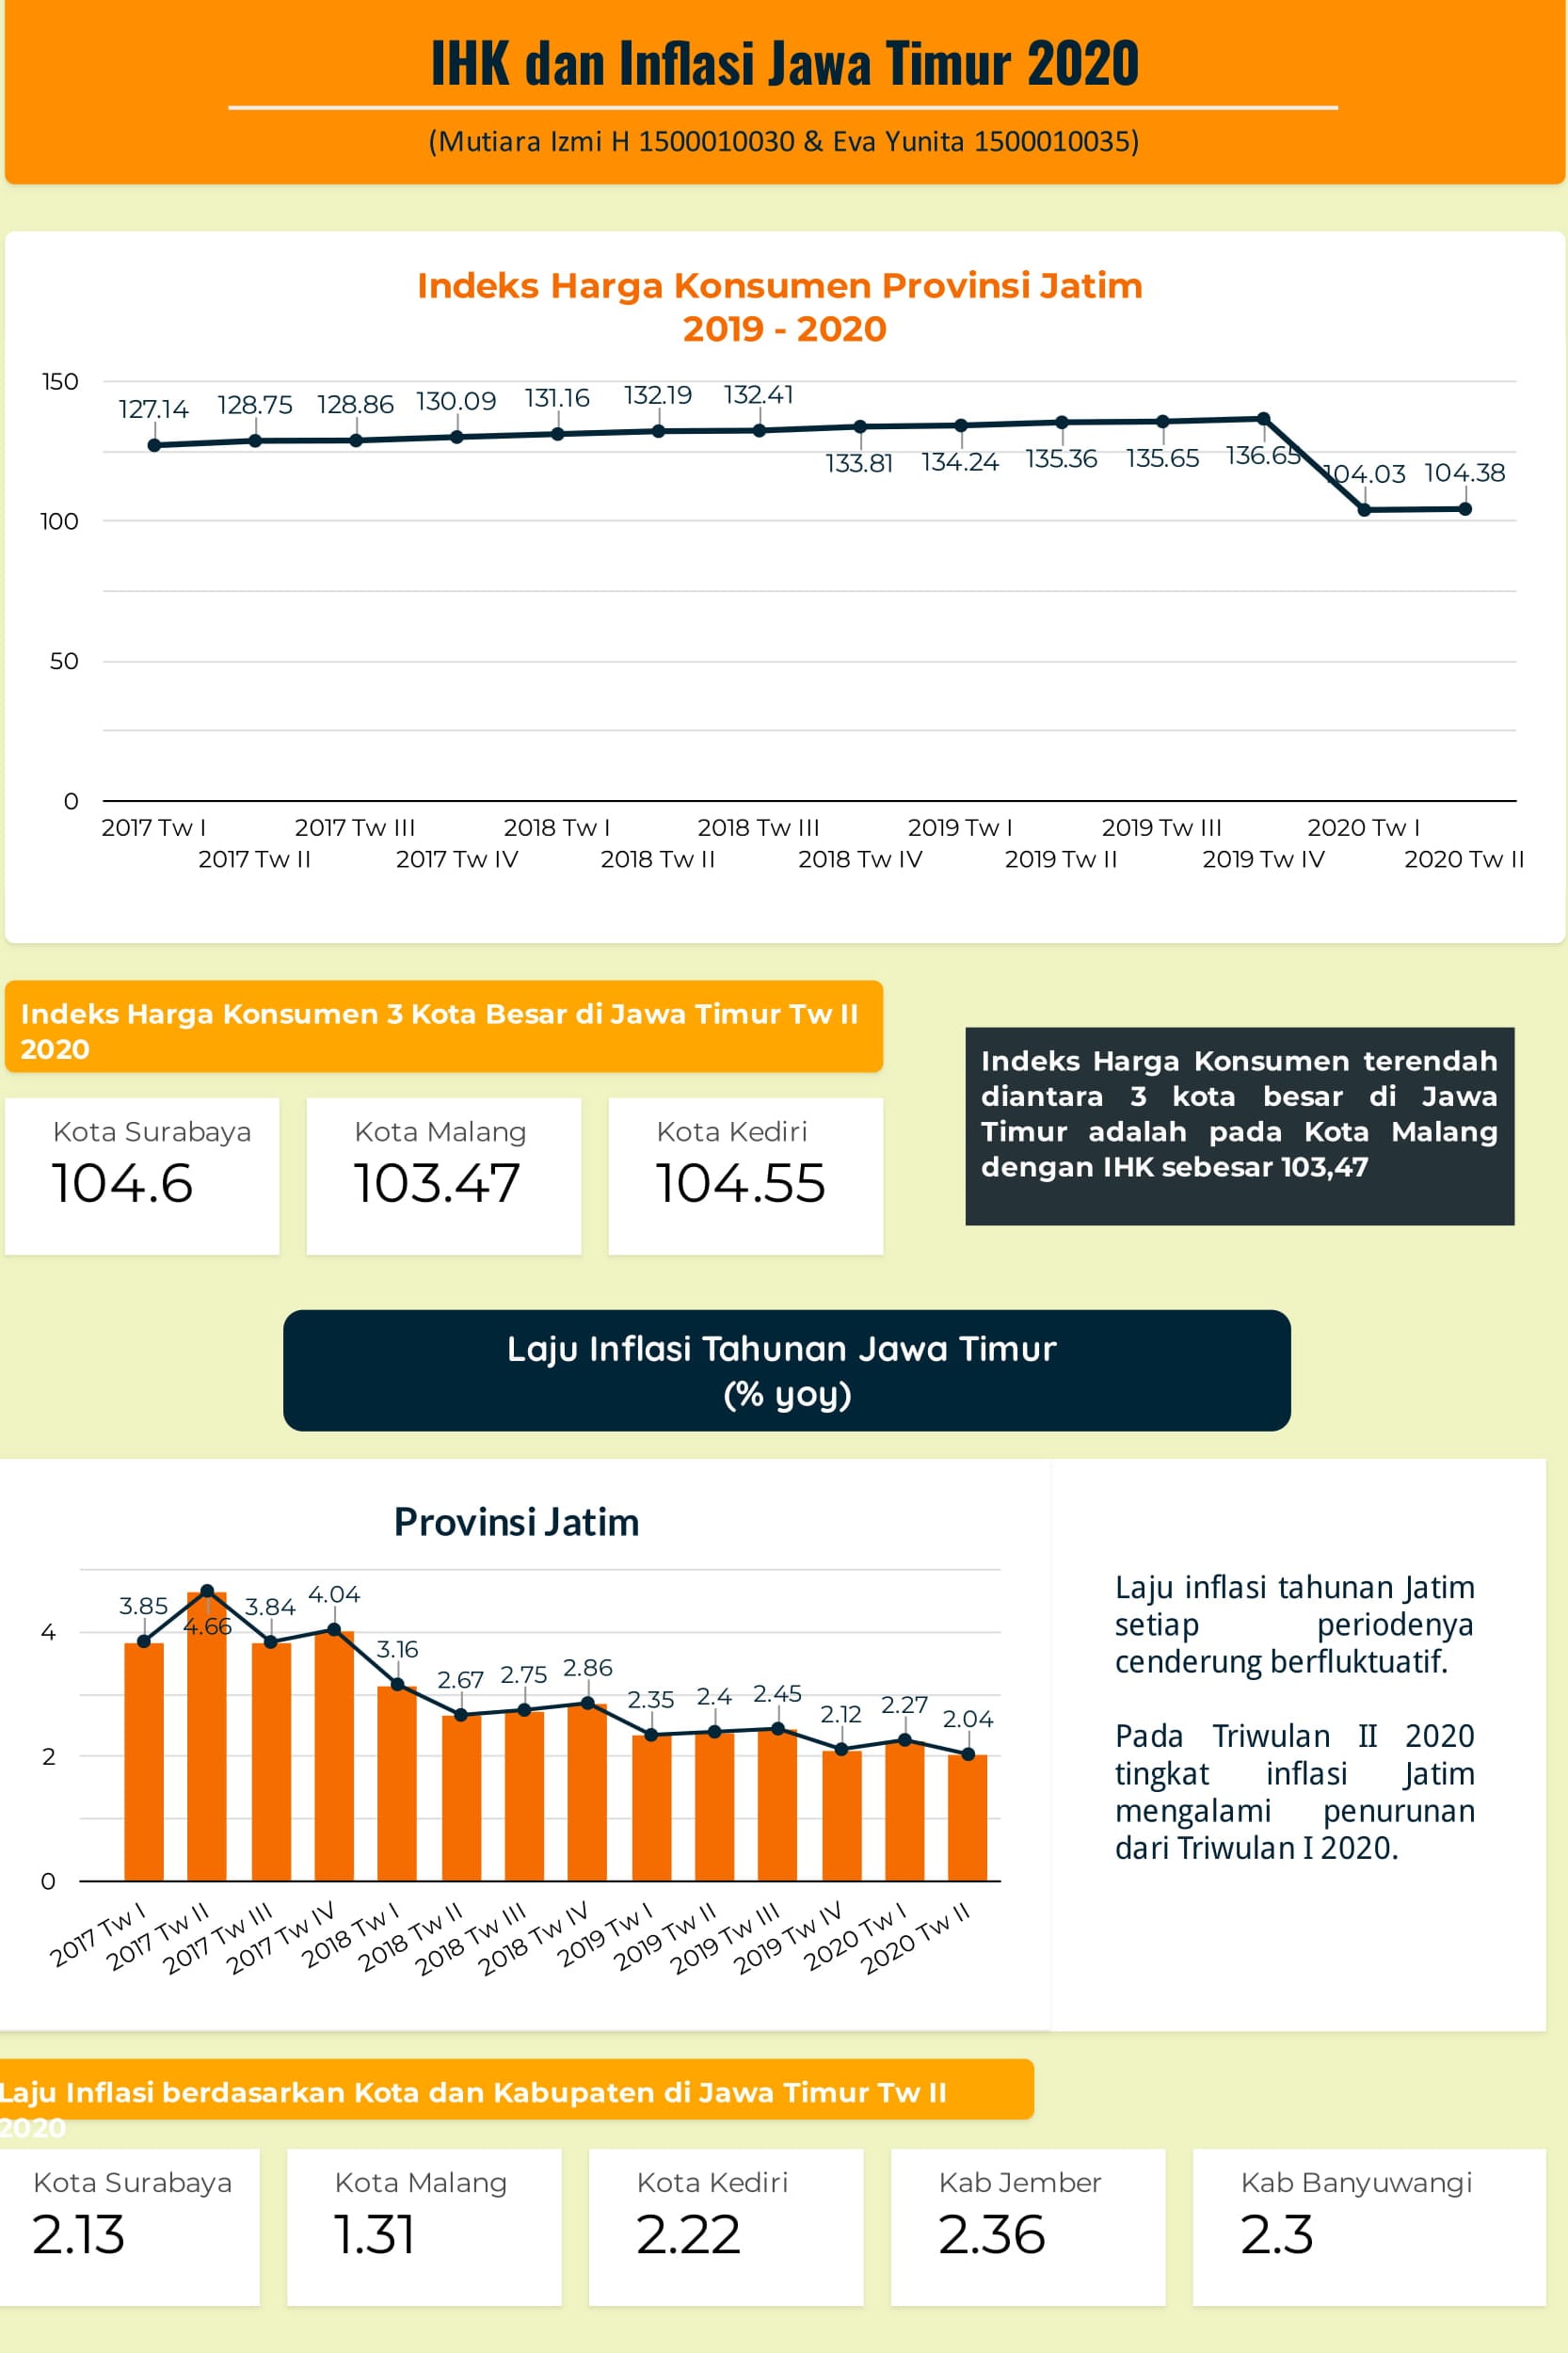 IHK dan Inflasi Jawa Timur 2020
(Mutiara Izmi H 1500010030 & Eva Yunita 1500010035)
Indeks Harga Konsumen Provinsi Jatim
2019 - 2020
150
100
50
0
127.14
128.75
128.86
130.09
131.16
132.19
132.41
133.81
134.24
135.36
135.65
136.65
104.03
104.38
2017 Tw I
2017 Tw II
2017 Tw III
2017 Tw IV
2018 Tw I
2018 Tw II
2018 Tw III
2018 Tw IV
2019 Tw I
2019 Tw II
2019 Tw III
2019 Tw IV
2020 Tw I
2020 Tw II
Indeks Harga Konsumen 3 Kota Besar di Jawa Timur Tw II
2020
Kota Surabaya
104.6
Kota Malang
103.47
Kota Kediri
104.55
Indeks Harga Konsumen terendah
diantara 3 kota besar di Jawa
Timur adalah pada Kota Malang
dengan IHK sebesar 103,47
Laju Inflasi Tahunan Jawa Timur
(% yoy)
Provinsi Jatim
4
2
0
3.85
4.66
3.84
4.04
3.16
2.67
2.75
2.86
2.35
2.4
2.45
2.12
2.27
2.04
2017 Tw I
2017 Tw II
2017 Tw III
2017 Tw IV
2018 Tw I
2018 Tw II
2018 Tw III
2018 Tw IV
2019 Tw I
2019 Tw II
2019 Tw III
2019 Tw IV
2020 Tw I
2020 Tw II
Laju inflasi tahunan Jatim
setiap periodenya
cenderung berfluktuatif.
Pada Triwulan II 2020
tingkat inflasi Jatim
mengalami penurunan
dari Triwulan I 2020.
Laju Inflasi berdasarkan Kota dan Kabupaten di Jawa Timur Tw II
2020
Kota Surabaya
2.13
Kota Malang
1.31
Kota Kediri
2.22
Kab Jember
2.36
Kab Banyuwangi
2.3